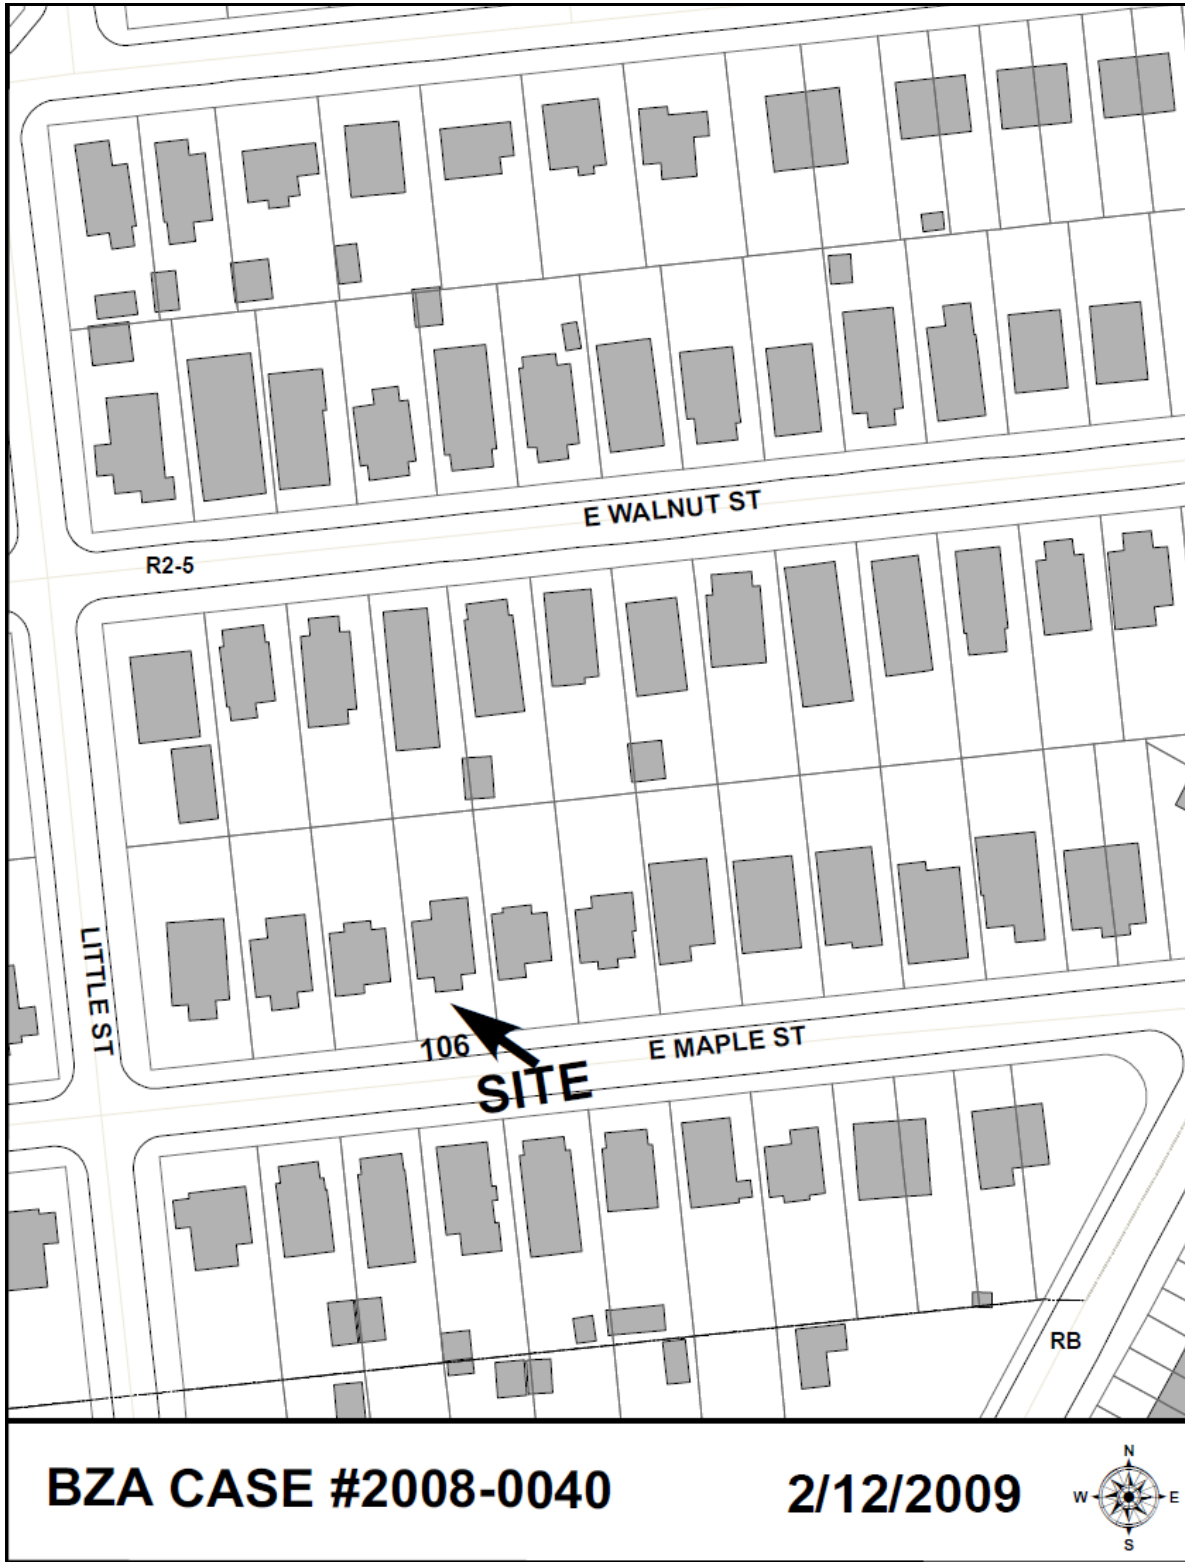 E WALNUT ST
R2-5
LITTLE ST
106
E MAPLE ST
SITE
RB
BZA CASE #2008-0040
2/12/2009
N
W E
S